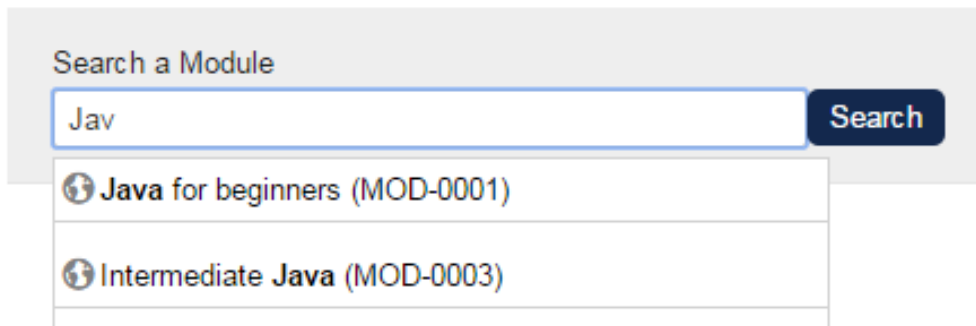 Search a Module
Jav Search
Java for beginners (MOD-0001)
Intermediate Java (MOD-0003)